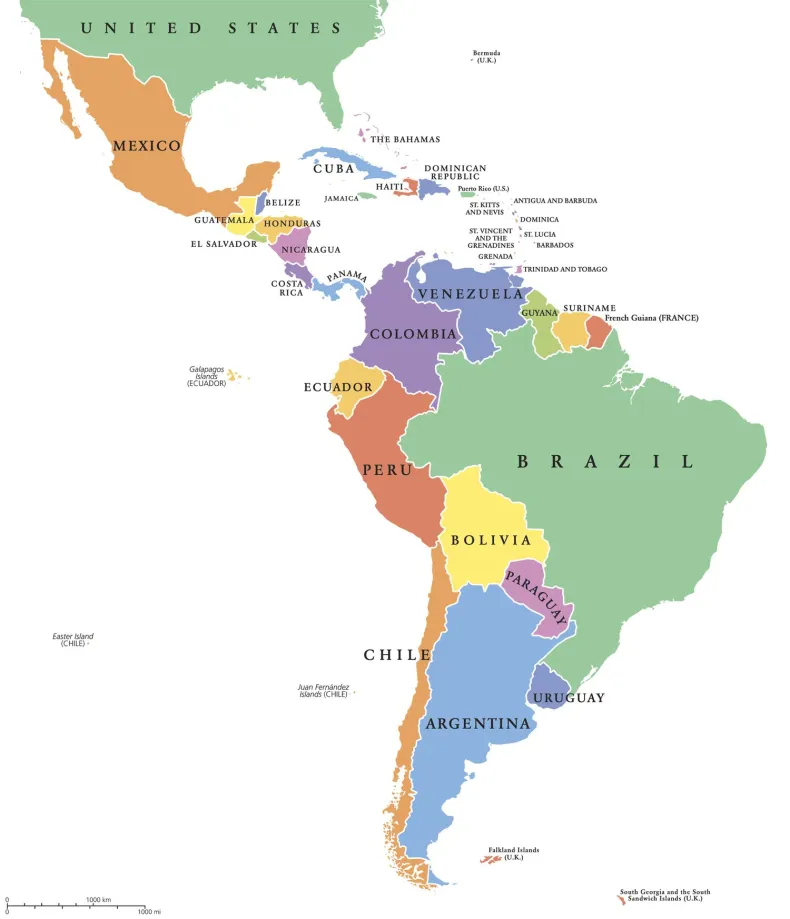 UNITED STATES
Bermuda
(U.K.)
MEXICO
THE BAHAMAS
CUBA
DOMINICAN
REPUBLIC
HAITI
Puerto Rico (U.S.)
JAMAICA
ANTIGUA AND BARBUDA
ST. KITTS
AND NEVIS
BELIZE
DOMINICA
GUATEMALA
HONDURAS
ST. VINCENT
AND THE
GRENADINES
ST. LUCIA
EL SALVADOR
BARBADOS
NICARAGUA
GRENADA
TRINIDAD AND TOBAGO
COSTA
RICA
PANAMA
VENEZUELA
GUYANA
SURINAME
French Guiana (FRANCE)
COLOMBIA
Galapagos
Islands
(ECUADOR)
ECUADOR
PERU
BRAZIL
BOLIVIA
PARAGUAY
Easter Island
(CHILE)
CHILE
Juan Fernández
Islands (CHILE)
URUGUAY
ARGENTINA
Falkland Islands
(U.K.)
South Georgia and the South
Sandwich Islands (U.K.)
0 1000 km
0 1000 mi